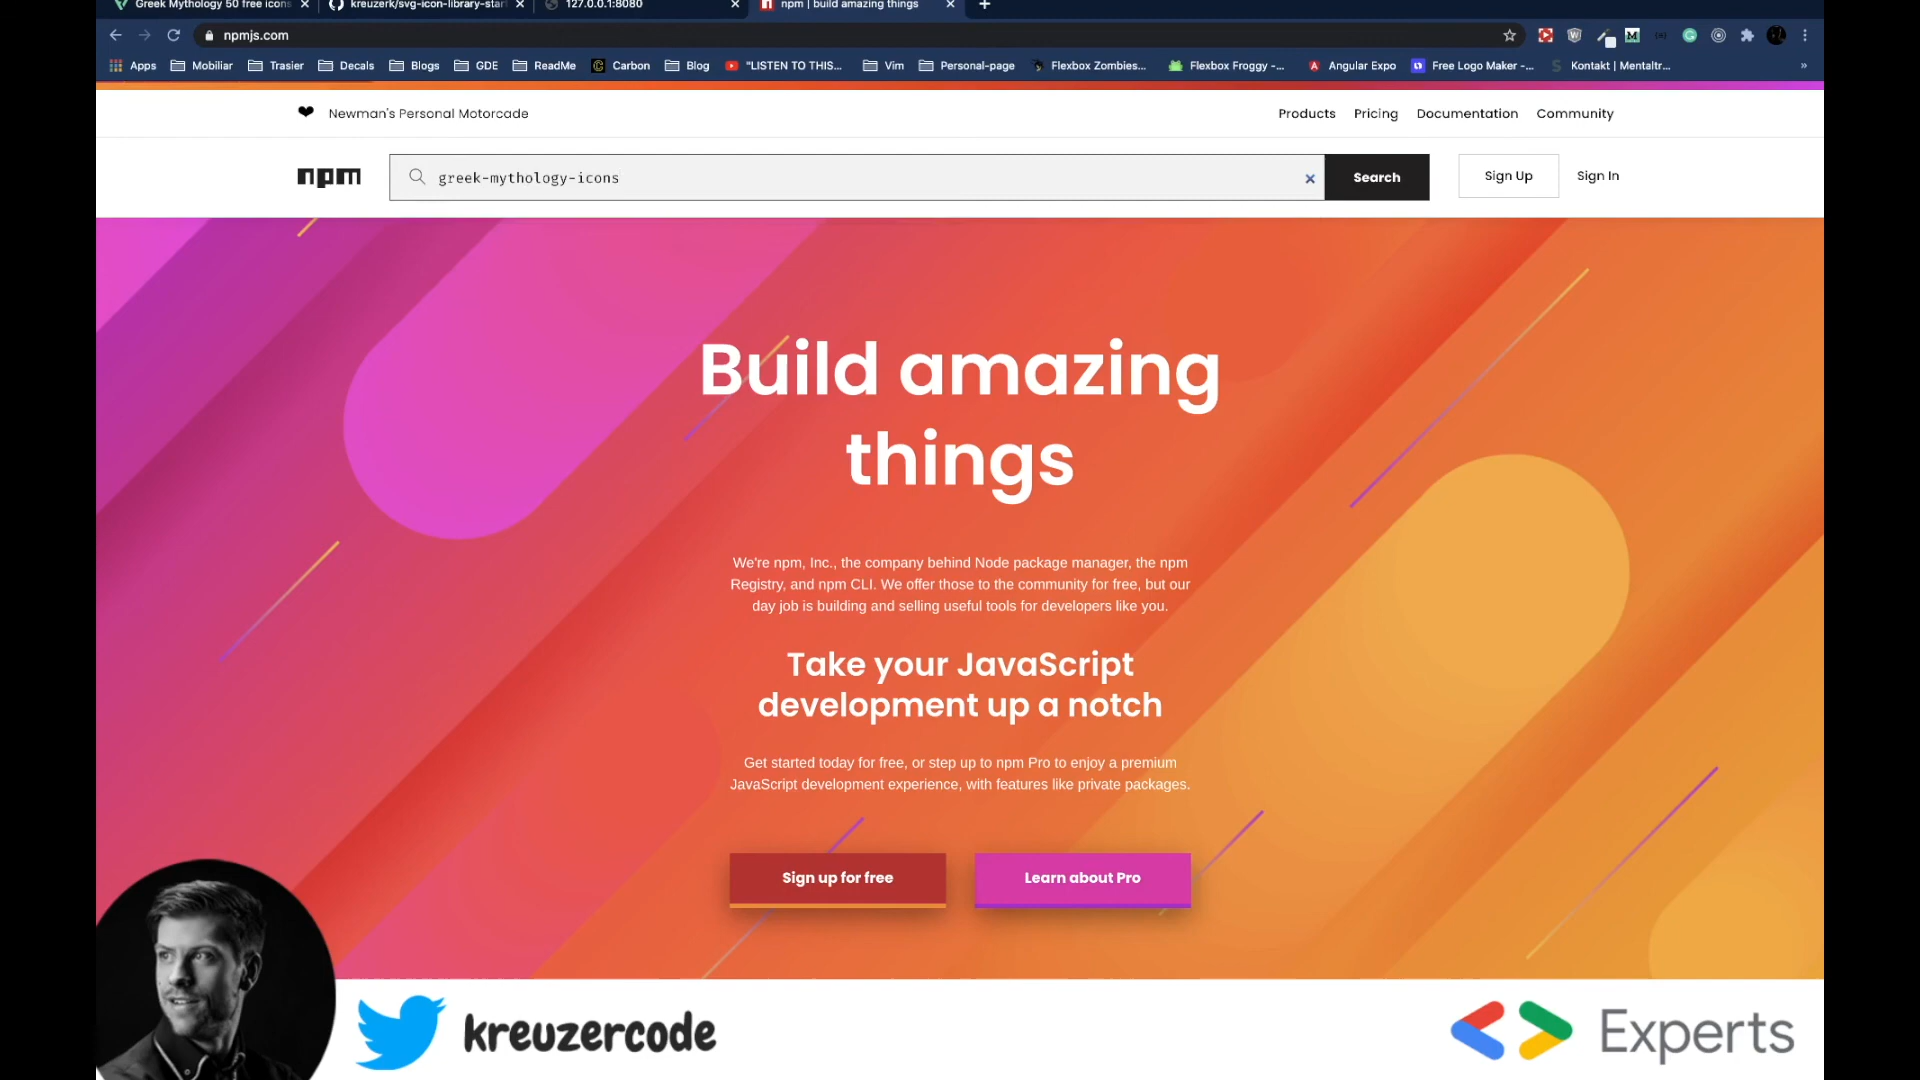 Greek Mythology 50 free icons
kreuzerk/svg-icon-library-star
127.0.0.1:8080
npm | build amazing things
npmjs.com
Apps
Mobiliar
Trasier
Decals
Blogs
GDE
ReadMe
Carbon
Blog
"LISTEN TO THIS...
Vim
Personal-page
Flexbox Zombies...
Flexbox Froggy -...
Angular Expo
Free Logo Maker -...
Kontakt | Mentaltr...
»
Newman's Personal Motorcade
Products
Pricing
Documentation
Community
npm
greek-mythology-icons
Search
Sign Up
Sign In
Build amazing
things
We're npm, Inc., the company behind Node package manager, the npm
Registry, and npm CLI. We offer those to the community for free, but our
day job is building and selling useful tools for developers like you.
Take your JavaScript
development up a notch
Get started today for free, or step up to npm Pro to enjoy a premium
JavaScript development experience, with features like private packages.
Sign up for free
Learn about Pro
kreuzercode
Experts